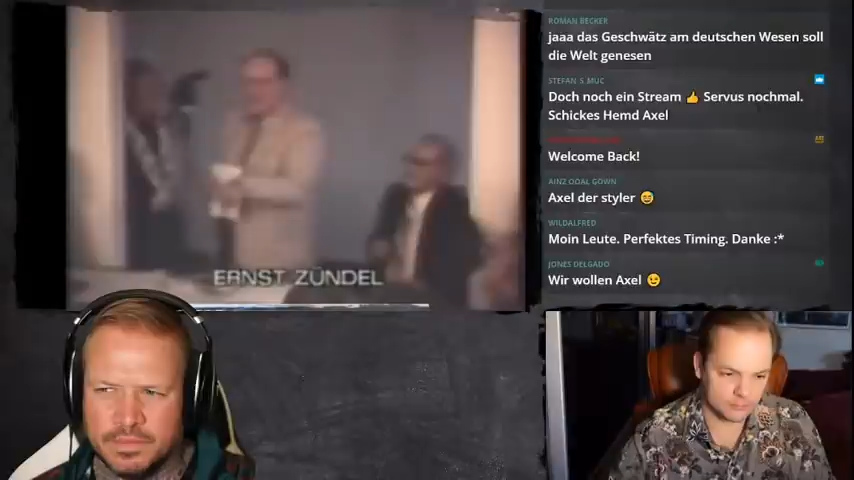 ERNST ZÜNDEL
ROMAN BECKER
jaaa das Geschwätz am deutschen Wesen soll
die Welt genesen
STEFAN_S_MUC
Doch noch ein Stream 👍 Servus nochmal.
Schickes Hemd Axel
Welcome Back!
AINZ OOAL GOWN
Axel der styler 😅
WILDALFRED
Moin Leute. Perfektes Timing. Danke :*
JONES DELGADO
Wir wollen Axel 😉